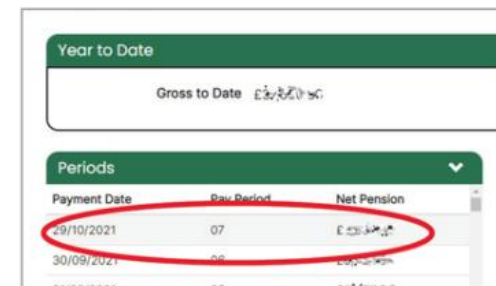 Year to Date
Gross to Date £
Periods
Payment Date Pay Period Net Pension
29/10/2021 07 £
30/09/2021 06